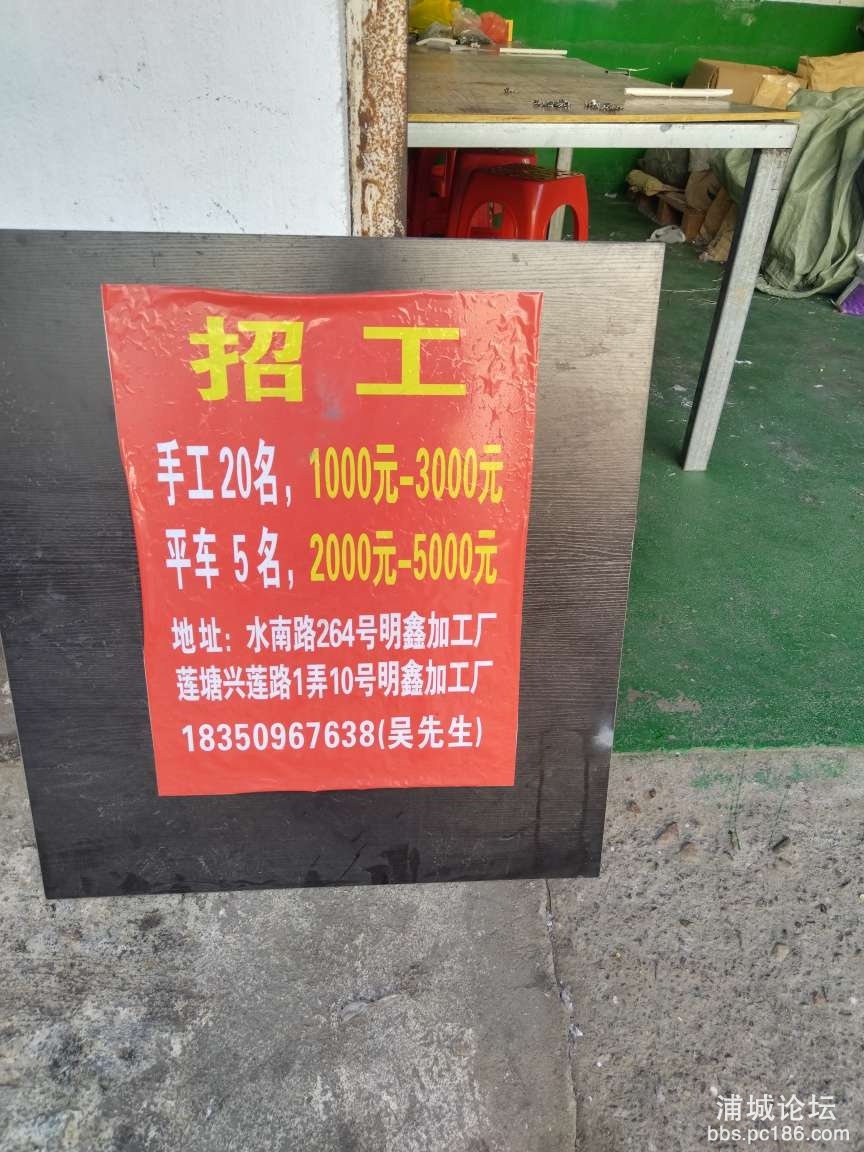 招工
手工20名，1000元-3000元
平车 5名，2000元-5000元
地址：水南路264号明鑫加工厂
莲塘兴莲路1弄10号明鑫加工厂
18350967638(吴先生)
浦城论坛
bbs.pc186.com